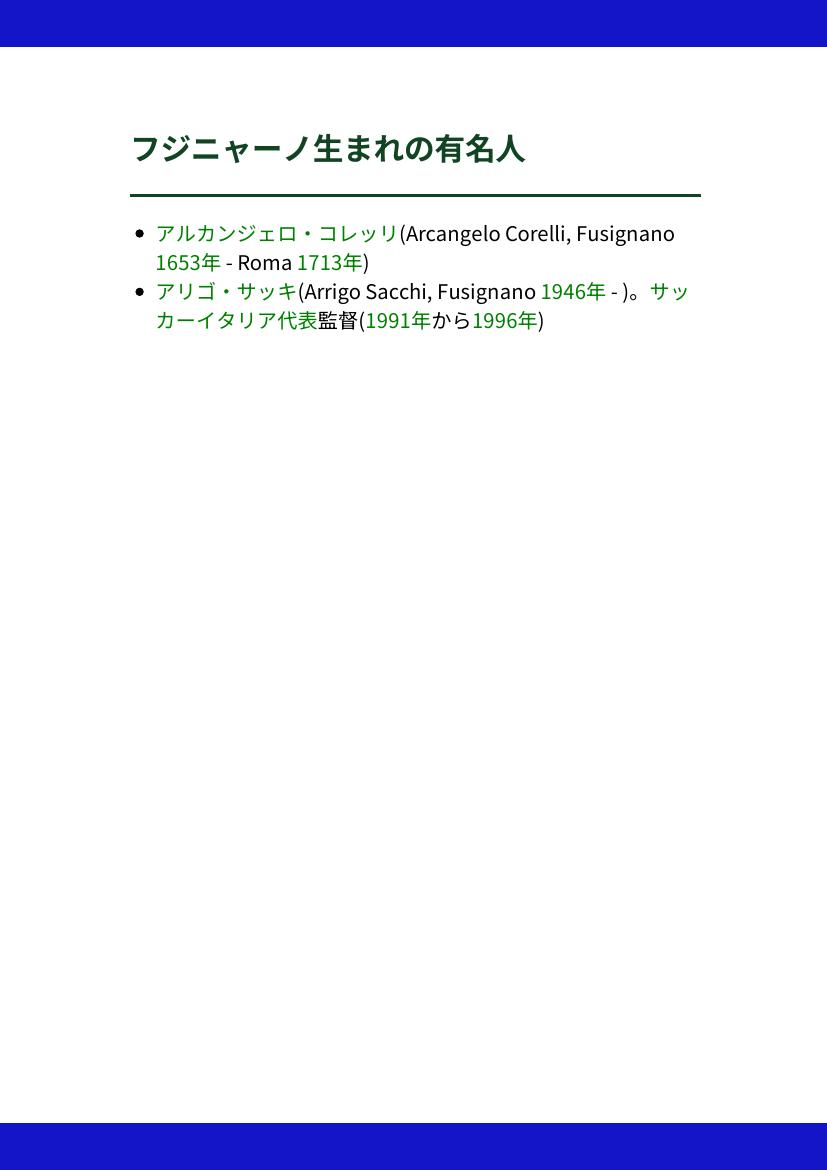 フジニャーノ生まれの有名人
アルカンジェロ・コレッリ(Arcangelo Corelli, Fusignano
1653年 - Roma 1713年)
アリゴ・サッキ(Arrigo Sacchi, Fusignano 1946年 - )。サッ
カーイタリア代表監督(1991年から1996年)